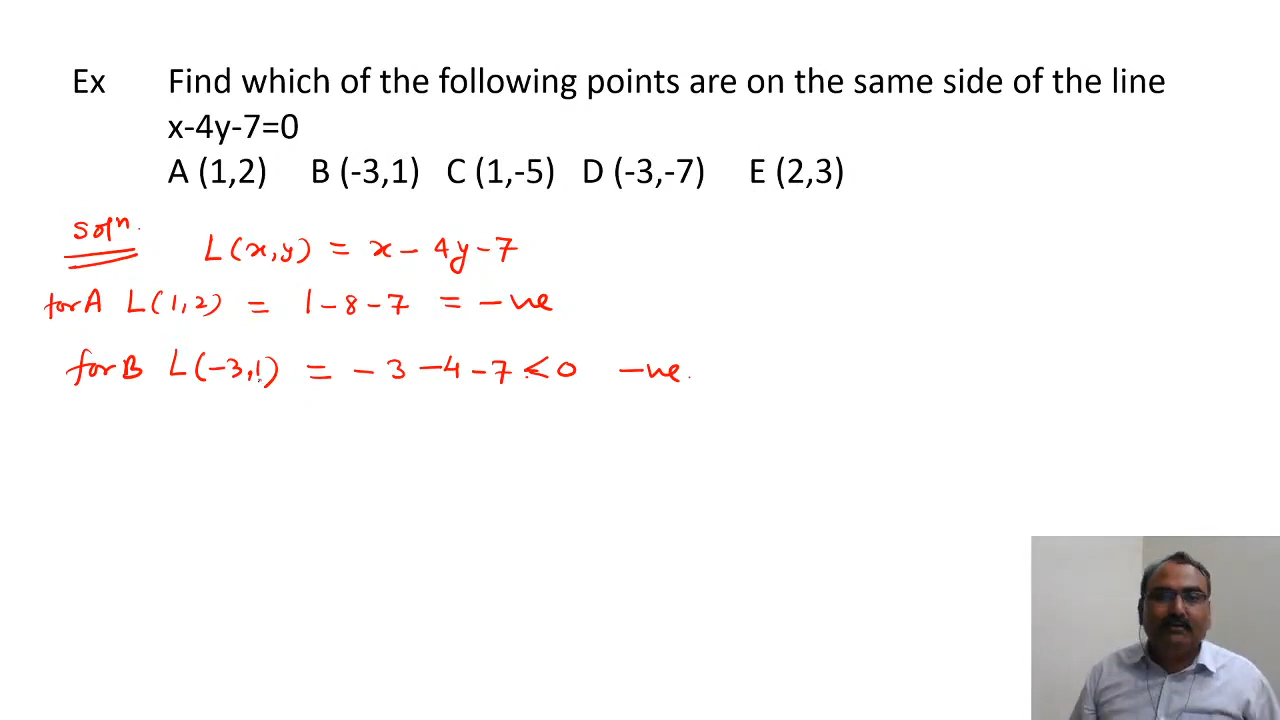 Ex Find which of the following points are on the same side of the line
x-4y-7=0
A (1,2) B (-3,1) C (1,-5) D (-3,-7) E (2,3)
Solⁿ. L(x,y) = x - 4y - 7
for A L(1,2) = 1 - 8 - 7 = -ve
for B L(-3,1) = -3 -4 -7 < 0 -ve.